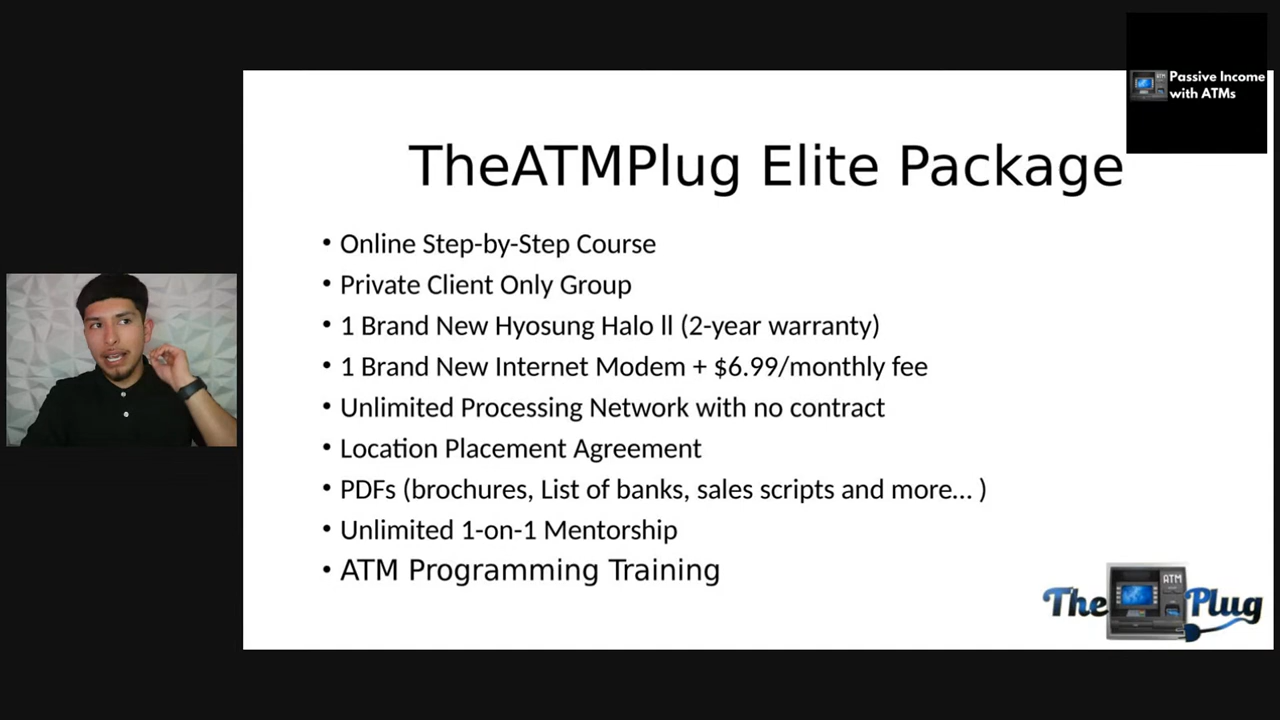 Passive Income
with ATMs
TheATMPlug Elite Package
• Online Step-by-Step Course
• Private Client Only Group
• 1 Brand New Hyosung Halo ll (2-year warranty)
• 1 Brand New Internet Modem + $6.99/monthly fee
• Unlimited Processing Network with no contract
• Location Placement Agreement
• PDFs (brochures, List of banks, sales scripts and more... )
• Unlimited 1-on-1 Mentorship
• ATM Programming Training
The ATM Plug